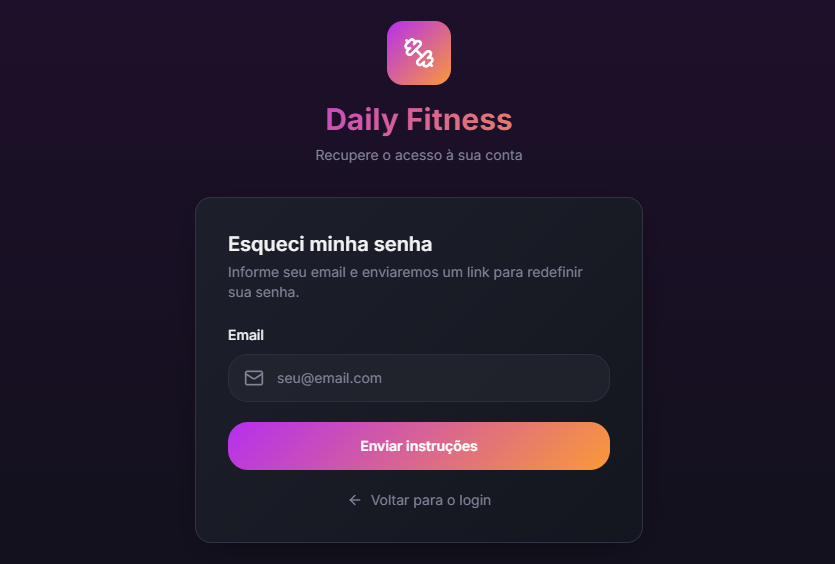 Daily Fitness
Recupere o acesso à sua conta
Esqueci minha senha
Informe seu email e enviaremos um link para redefinir
sua senha.
Email
seu@email.com
Enviar instruções
Voltar para o login